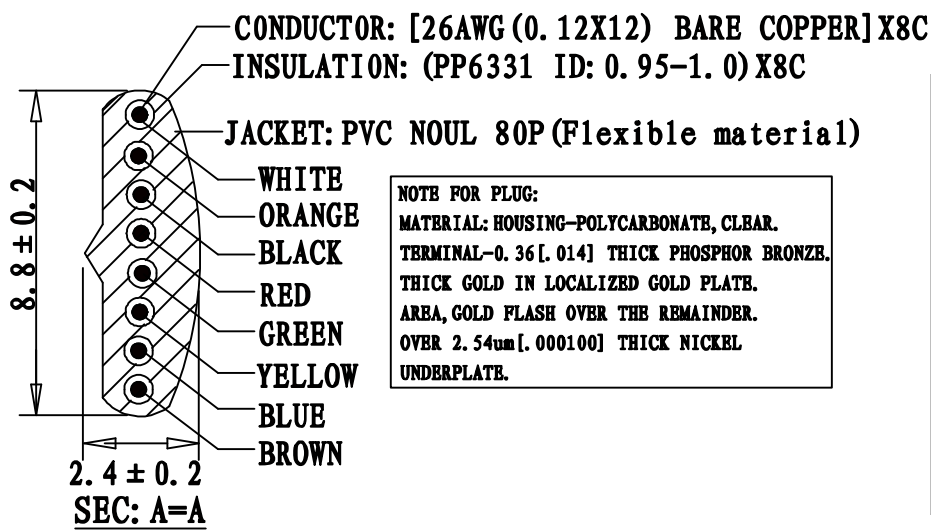 CONDUCTOR: [26AWG(0.12X12) BARE COPPER]X8C
INSULATION: (PP6331 ID: 0.95-1.0)X8C
JACKET: PVC NOUL 80P(Flexible material)
WHITE
ORANGE
BLACK
RED
GREEN
YELLOW
BLUE
BROWN
8.8±0.2
2.4±0.2
SEC: A=A
NOTE FOR PLUG:
MATERIAL: HOUSING-POLYCARBONATE, CLEAR.
TERMINAL-0.36[.014] THICK PHOSPHOR BRONZE.
THICK GOLD IN LOCALIZED GOLD PLATE.
AREA, GOLD FLASH OVER THE REMAINDER.
OVER 2.54um[.000100] THICK NICKEL
UNDERPLATE.